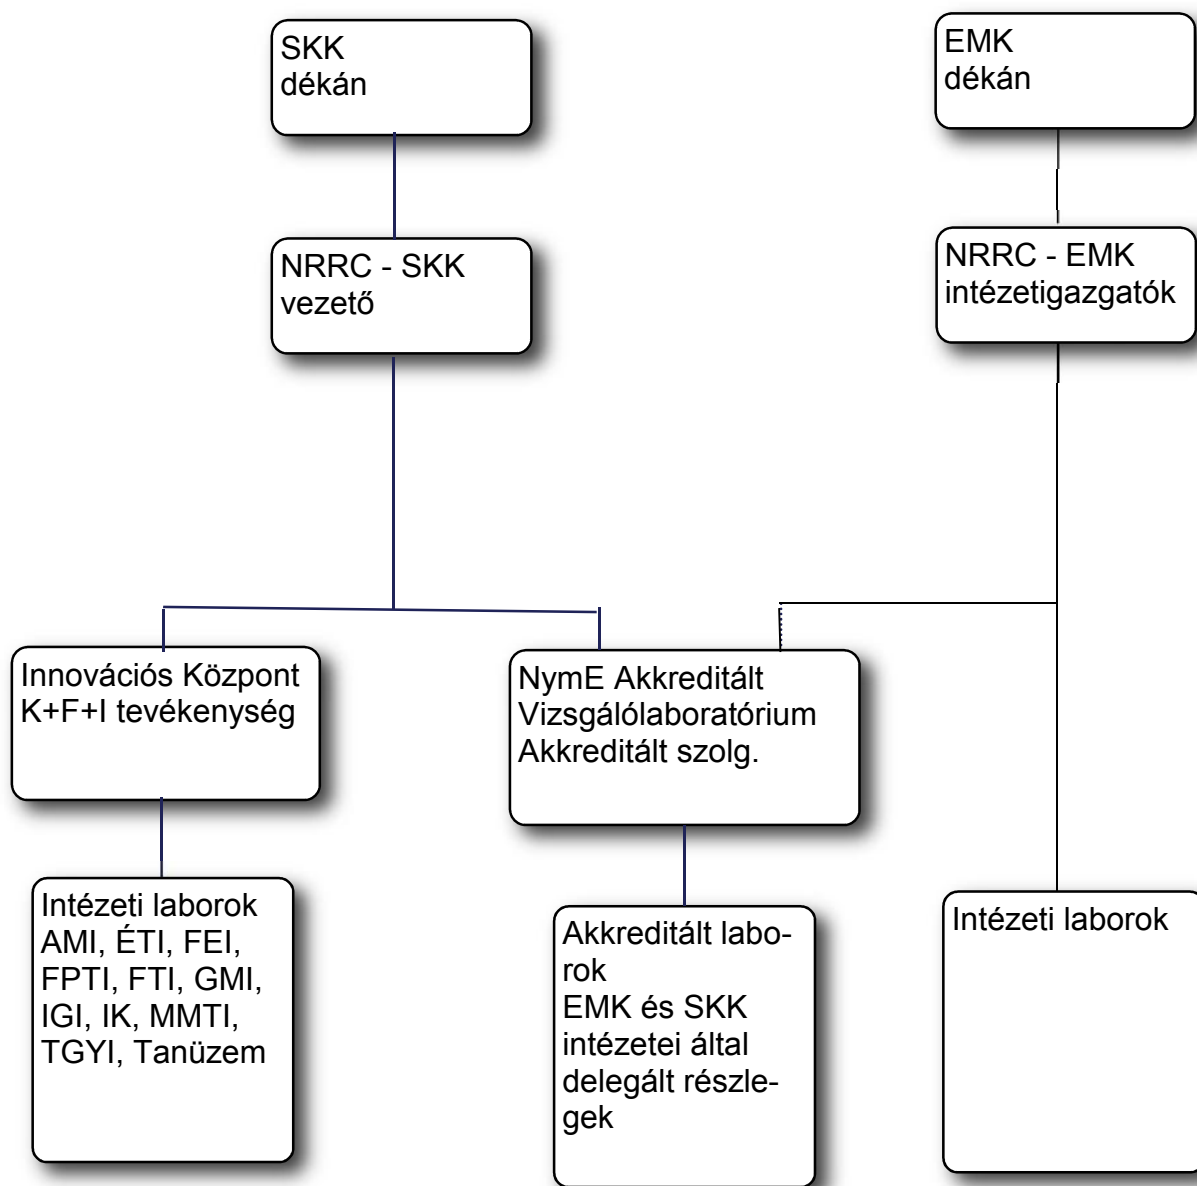 SKK
dékán
EMK
dékán
NRRC - SKK
vezető
NRRC - EMK
intézetigazgatók
Innovációs Központ
K+F+I tevékenység
NymE Akkreditált
Vizsgálólaboratórium
Akkreditált szolg.
Intézeti laborok
AMI, ÉTI, FEI,
FPTI, FTI, GMI,
IGI, IK, MMTI,
TGYI, Tanüzem
Akkreditált labo-
rok
EMK és SKK
intézetei által
delegált részle-
gek
Intézeti laborok